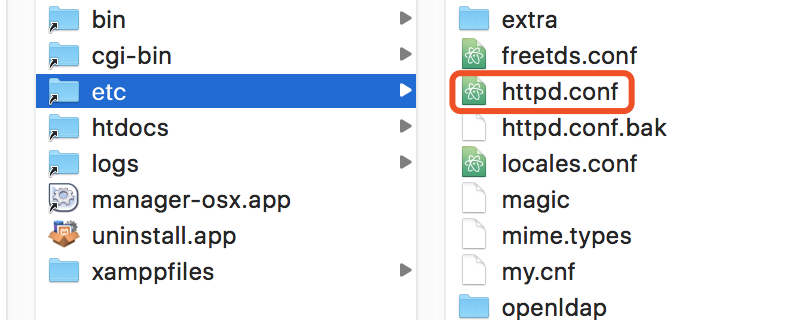 bin
cgi-bin
etc
htdocs
logs
manager-osx.app
uninstall.app
xamppfiles
extra
freetds.conf
httpd.conf
httpd.conf.bak
locales.conf
magic
mime.types
my.cnf
openldap